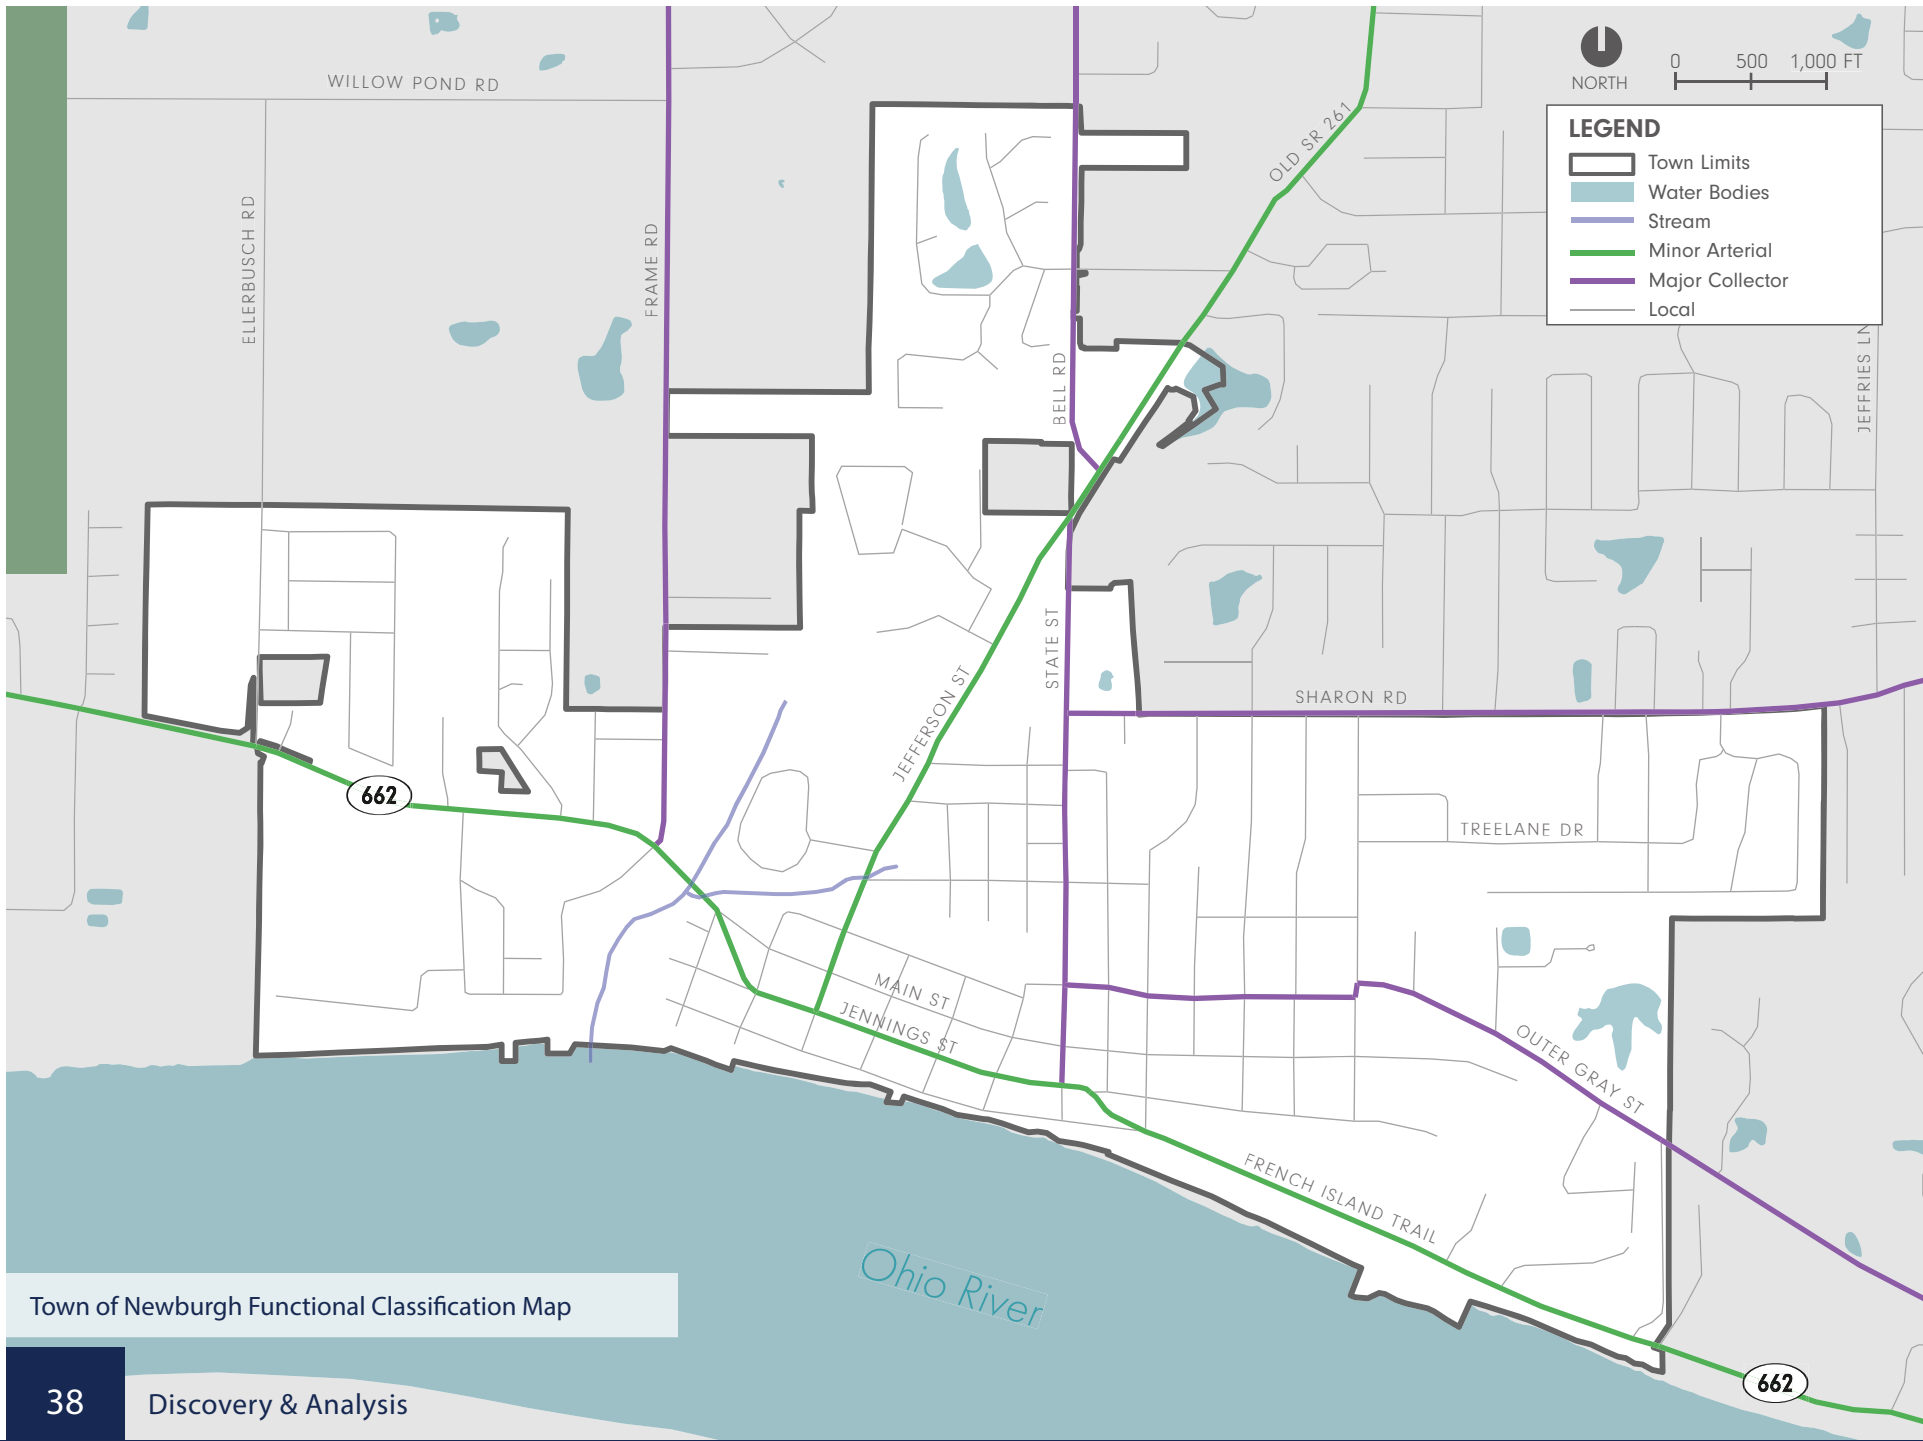 WILLOW POND RD
ELLERBUSCH RD
FRAME RD
BELL RD
OLD SR 261
NORTH
0 500 1,000 FT
LEGEND
Town Limits
Water Bodies
Stream
Minor Arterial
Major Collector
Local
JEFFRIES LN
STATE ST
JEFFERSON ST
SHARON RD
662
TREELANE DR
MAIN ST
JENNINGS ST
OUTER GRAY ST
FRENCH ISLAND TRAIL
Ohio River
662
Town of Newburgh Functional Classification Map
38
Discovery & Analysis